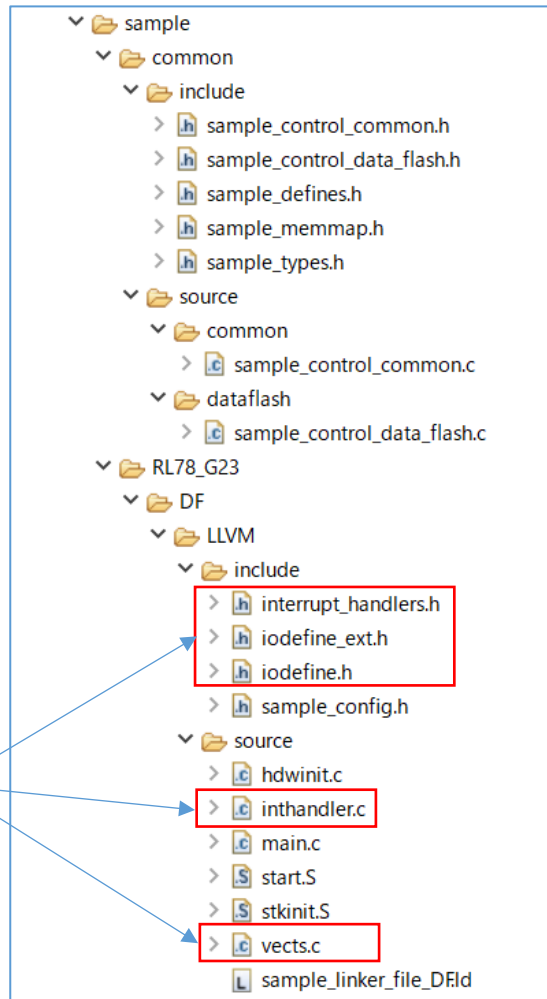 sample
common
include
sample_control_common.h
sample_control_data_flash.h
sample_defines.h
sample_memmap.h
sample_types.h
source
common
sample_control_common.c
dataflash
sample_control_data_flash.c
RL78_G23
DF
LLVM
include
interrupt_handlers.h
iodefine_ext.h
iodefine.h
sample_config.h
source
hdwinit.c
inthandler.c
main.c
start.S
stkinit.S
vects.c
sample_linker_file_DF.ld